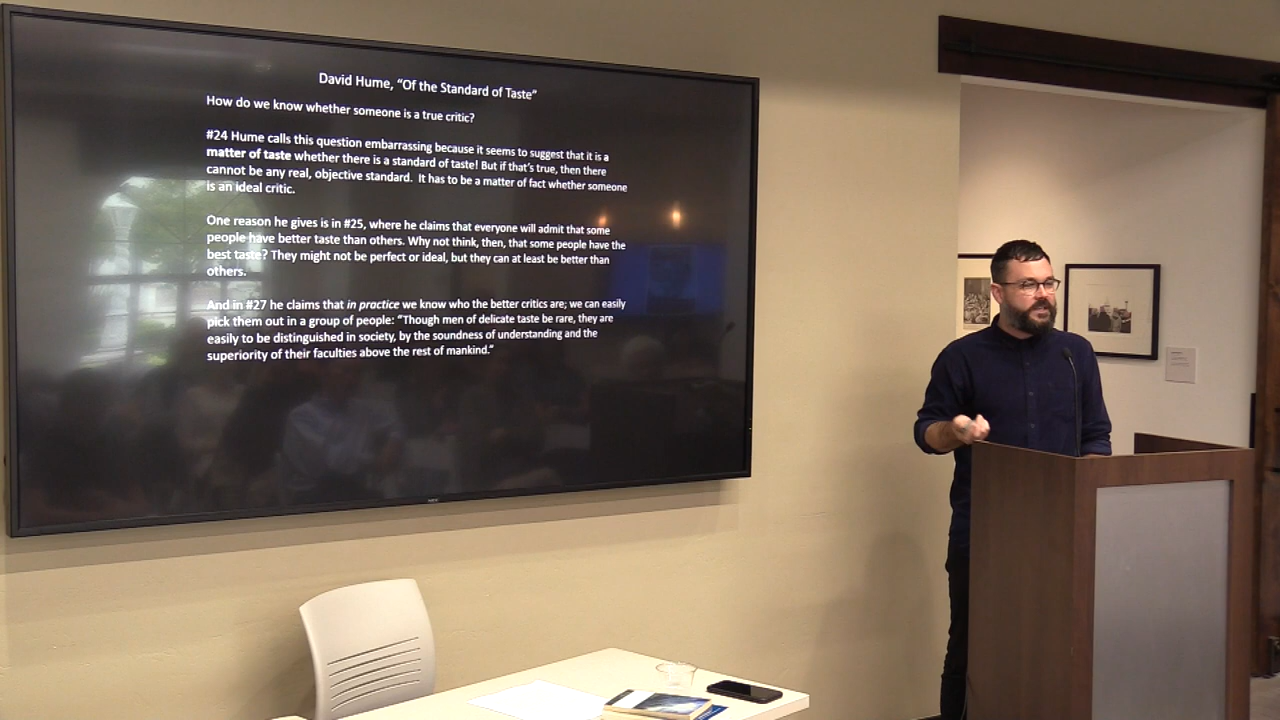 David Hume, “Of the Standard of Taste”
How do we know whether someone is a true critic?
#24 Hume calls this question embarrassing because it seems to suggest that it is a
matter of taste whether there is a standard of taste! But if that’s true, then there
cannot be any real, objective standard.  It has to be a matter of fact whether someone
is an ideal critic.
One reason he gives is in #25, where he claims that everyone will admit that some
people have better taste than others. Why not think, then, that some people have the
best taste? They might not be perfect or ideal, but they can at least be better than
others.
And in #27 he claims that in practice we know who the better critics are; we can easily
pick them out in a group of people: “Though men of delicate taste be rare, they are
easily to be distinguished in society, by the soundness of understanding and the
superiority of their faculties above the rest of mankind.”